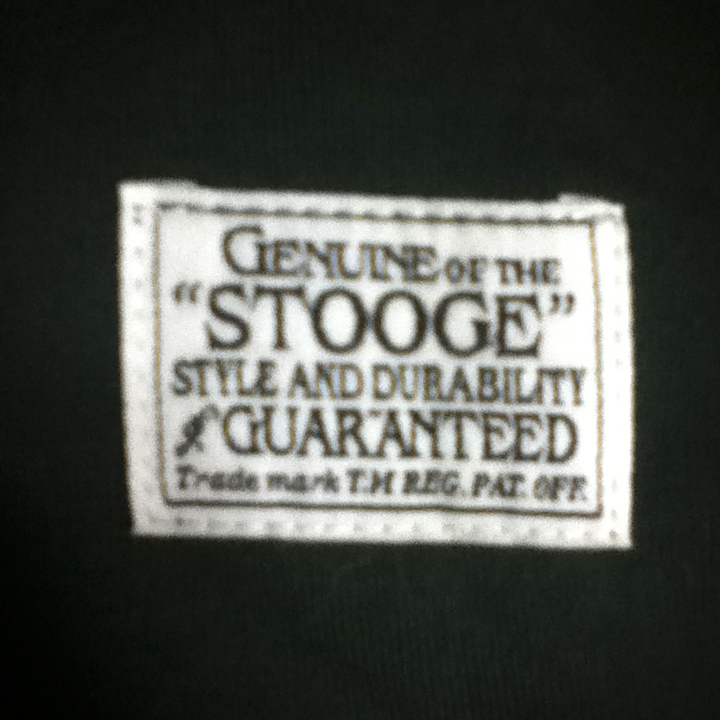 GENUINE OF THE
"STOOGE"
STYLE AND DURABILITY
GUARANTEED
Trade mark T.H REG. PAT. OFF.